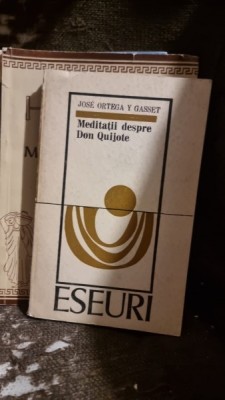 JOSÉ ORTEGA Y GASSET
Meditații despre
Don Quijote
ESEURI